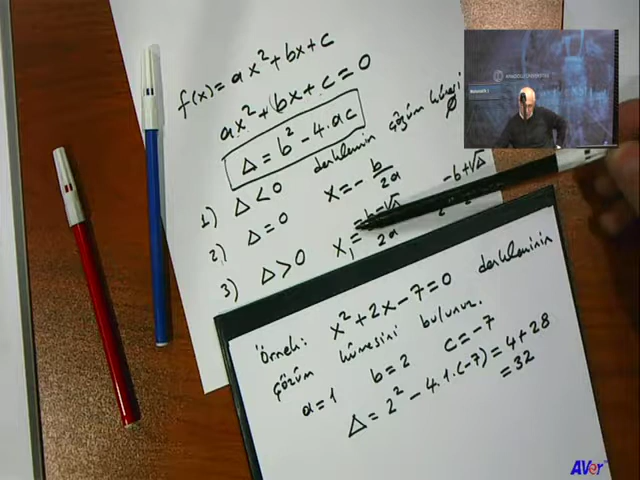 f(x) = ax² + bx + c
ax² + bx + c = 0
Δ = b² - 4.ac
1) Δ < 0 denklemin çözüm kümesi ∅
2) Δ = 0 x = - b/2a
3) Δ > 0 x₁ = -b-√Δ/2a -b+√Δ
Örnek: x² + 2x - 7 = 0 denkleminin
çözüm kümesini bulunuz.
a = 1 b = 2 c = -7
Δ = 2² - 4.1.(-7) = 4 + 28
= 32
AVer